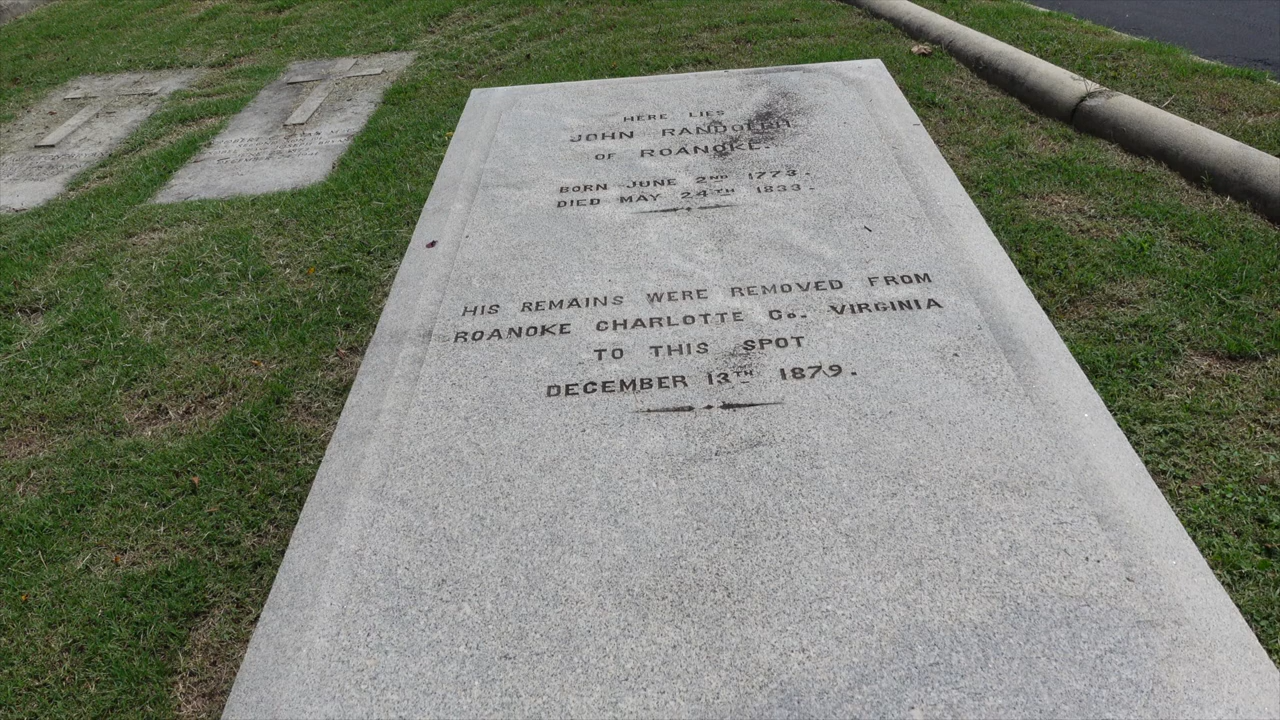 HERE LIES
JOHN RANDOLPH
OF ROANOKE.
BORN JUNE 2ND 1773.
DIED MAY 24TH 1833.
HIS REMAINS WERE REMOVED FROM
ROANOKE CHARLOTTE Co. VIRGINIA
TO THIS SPOT
DECEMBER 13TH 1879.